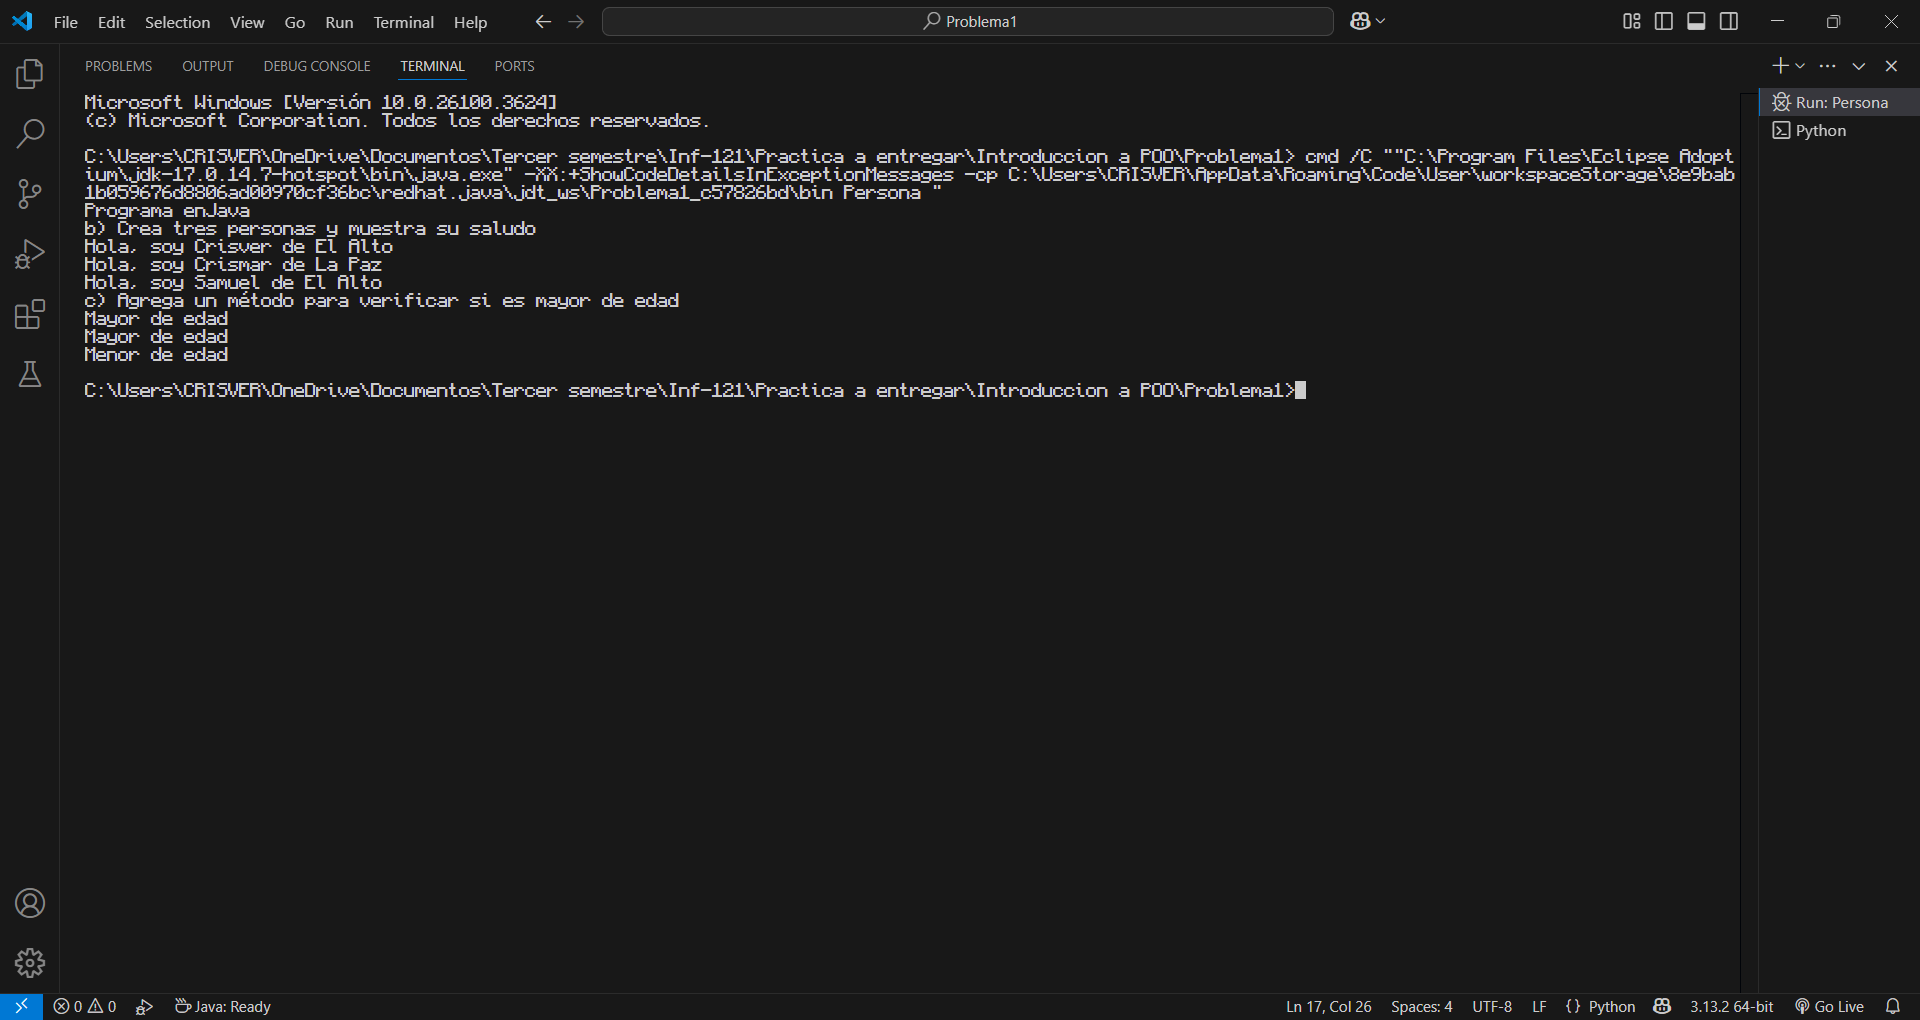 File Edit Selection View Go Run Terminal Help
Problema1
PROBLEMS OUTPUT DEBUG CONSOLE TERMINAL PORTS
Microsoft Windows [Versión 10.0.26100.3624]
(c) Microsoft Corporation. Todos los derechos reservados.
C:\Users\CRISVER\OneDrive\Documentos\Tercer semestre\Inf-121\Practica a entregar\Introduccion a POO\Problema1> cmd /C ""C:\Program Files\Eclipse Adopt
ium\jdk-17.0.14.7-hotspot\bin\java.exe" -XX:+ShowCodeDetailsInExceptionMessages -cp C:\Users\CRISVER\AppData\Roaming\Code\User\workspaceStorage\8e9bab
1b059676d8806ad00970cf36bc\redhat.java\jdt_ws\Problema1_c57826bd\bin Persona "
Programa enJava
b) Crea tres personas y muestra su saludo
Hola, soy Crisver de El Alto
Hola, soy Crismar de La Paz
Hola, soy Samuel de El Alto
c) Agrega un método para verificar si es mayor de edad
Mayor de edad
Mayor de edad
Menor de edad
C:\Users\CRISVER\OneDrive\Documentos\Tercer semestre\Inf-121\Practica a entregar\Introduccion a POO\Problema1>
Run: Persona
Python
0 0 Java: Ready Ln 17, Col 26 Spaces: 4 UTF-8 LF {} Python 3.13.2 64-bit Go Live